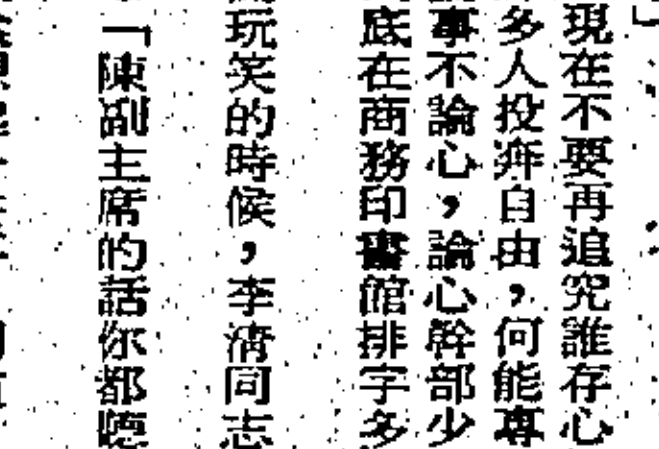 現在不要再追究誰存心
多人投奔自由，何能專
事不論心，論心幹部少
底在商務印書館排字多
玩笑的時候，李淸同志
「陳副主席的話你都聽